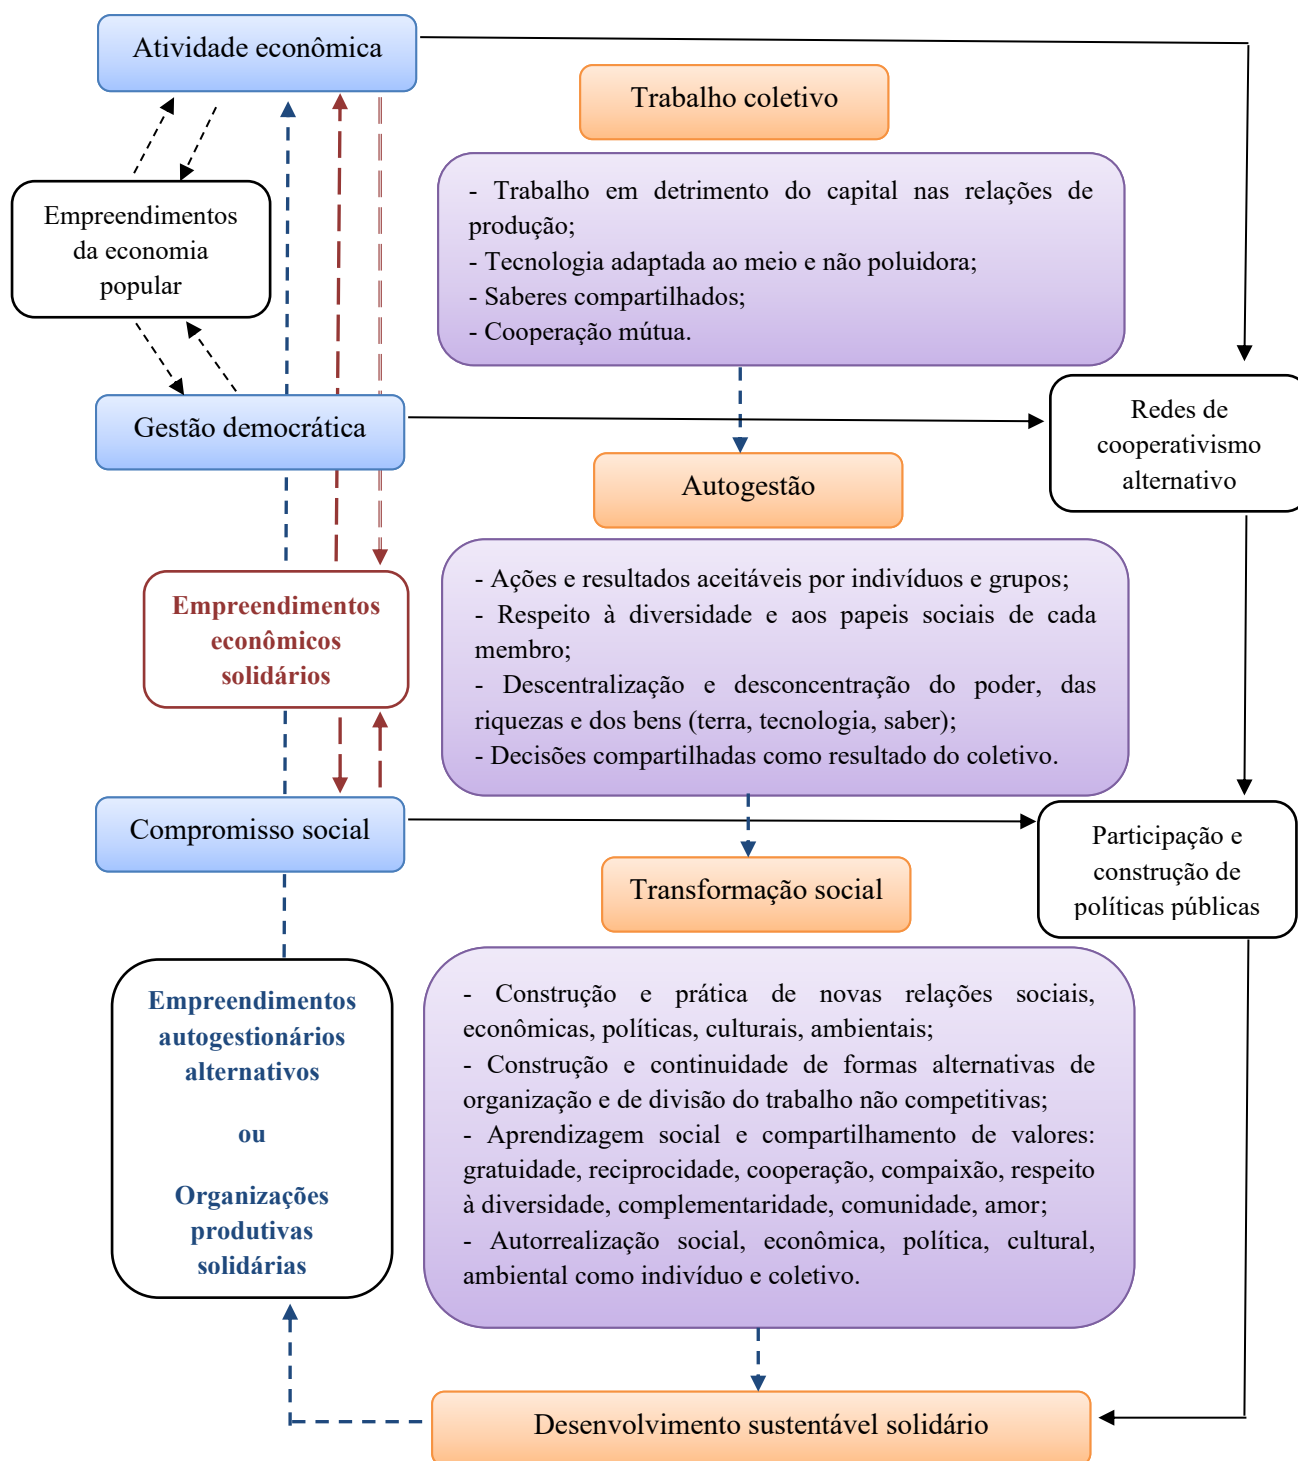 Atividade econômica
Trabalho coletivo
- Trabalho em detrimento do capital nas relações de
produção;
- Tecnologia adaptada ao meio e não poluidora;
- Saberes compartilhados;
- Cooperação mútua.
Empreendimentos
da economia
popular
Gestão democrática
Redes de
cooperativismo
alternativo
Autogestão
- Ações e resultados aceitáveis por indivíduos e grupos;
- Respeito à diversidade e aos papeis sociais de cada
membro;
- Descentralização e desconcentração do poder, das
riquezas e dos bens (terra, tecnologia, saber);
- Decisões compartilhadas como resultado do coletivo.
Empreendimentos
econômicos
solidários
Compromisso social
Participação e
construção de
políticas públicas
Transformação social
- Construção e prática de novas relações sociais,
econômicas, políticas, culturais, ambientais;
- Construção e continuidade de formas alternativas de
organização e de divisão do trabalho não competitivas;
- Aprendizagem social e compartilhamento de valores:
gratuidade, reciprocidade, cooperação, compaixão, respeito
à diversidade, complementaridade, comunidade, amor;
- Autorrealização social, econômica, política, cultural,
ambiental como indivíduo e coletivo.
Empreendimentos
autogestionários
alternativos
ou
Organizações
produtivas
solidárias
Desenvolvimento sustentável solidário